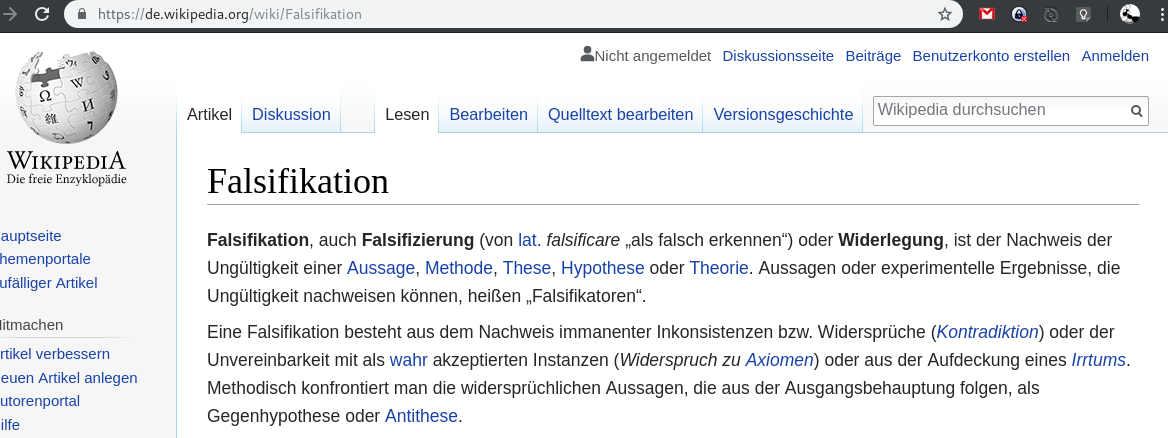 https://de.wikipedia.org/wiki/Falsifikation
Nicht angemeldet Diskussionsseite Beiträge Benutzerkonto erstellen Anmelden
Artikel Diskussion Lesen Bearbeiten Quelltext bearbeiten Versionsgeschichte Wikipedia durchsuchen
WIKIPEDIA
Die freie Enzyklopädie
Falsifikation
Falsifikation, auch Falsifizierung (von lat. falsificare „als falsch erkennen“) oder Widerlegung, ist der Nachweis der
Ungültigkeit einer Aussage, Methode, These, Hypothese oder Theorie. Aussagen oder experimentelle Ergebnisse, die
Ungültigkeit nachweisen können, heißen „Falsifikatoren“.
Eine Falsifikation besteht aus dem Nachweis immanenter Inkonsistenzen bzw. Widersprüche (Kontradiktion) oder der
Unvereinbarkeit mit als wahr akzeptierten Instanzen (Widerspruch zu Axiomen) oder aus der Aufdeckung eines Irrtums.
Methodisch konfrontiert man die widersprüchlichen Aussagen, die aus der Ausgangsbehauptung folgen, als
Gegenhypothese oder Antithese.
auptseite
hemenportale
ufälliger Artikel
itmachen
rtikel verbessern
euen Artikel anlegen
utorenportal
ilfe